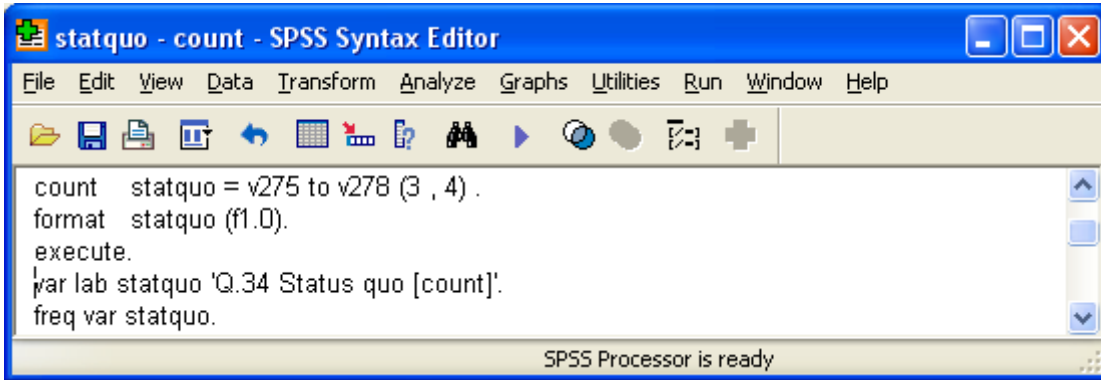 statquo - count - SPSS Syntax Editor
File Edit View Data Transform Analyze Graphs Utilities Run Window Help
count statquo = v275 to v278 (3 , 4) .
format statquo (f1.0).
execute.
var lab statquo 'Q.34 Status quo [count]'.
freq var statquo.
SPSS Processor is ready